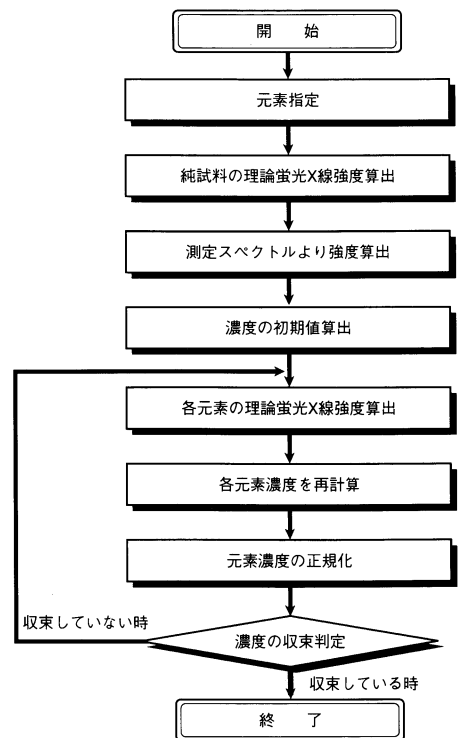 開　始
元素指定
純試料の理論蛍光X線強度算出
測定スペクトルより強度算出
濃度の初期値算出
各元素の理論蛍光X線強度算出
各元素濃度を再計算
元素濃度の正規化
収束していない時
濃度の収束判定
収束している時
終　了